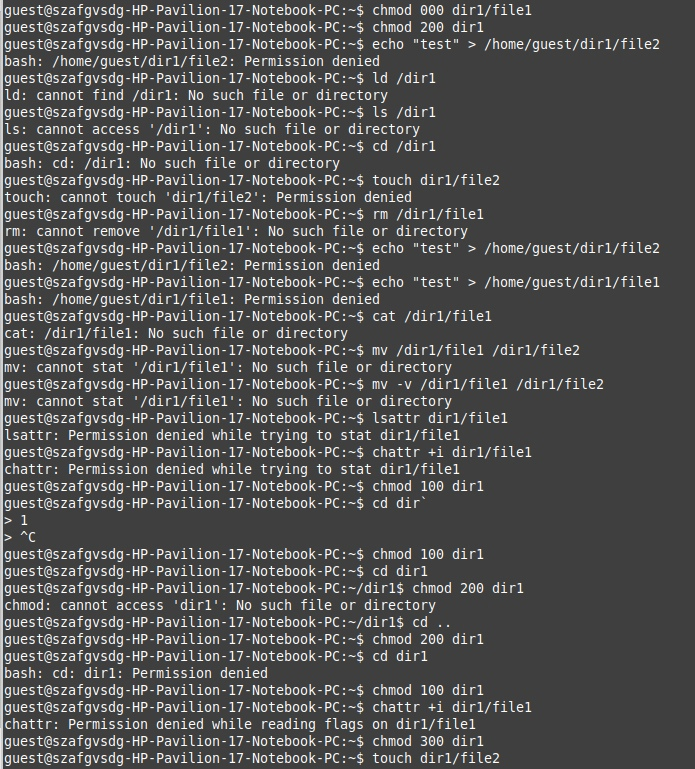 guest@szafgvsdg-HP-Pavilion-17-Notebook-PC:~$ chmod 000 dir1/file1
guest@szafgvsdg-HP-Pavilion-17-Notebook-PC:~$ chmod 200 dir1
guest@szafgvsdg-HP-Pavilion-17-Notebook-PC:~$ echo "test" > /home/guest/dir1/file2
bash: /home/guest/dir1/file2: Permission denied
guest@szafgvsdg-HP-Pavilion-17-Notebook-PC:~$ ld /dir1
ld: cannot find /dir1: No such file or directory
guest@szafgvsdg-HP-Pavilion-17-Notebook-PC:~$ ls /dir1
ls: cannot access '/dir1': No such file or directory
guest@szafgvsdg-HP-Pavilion-17-Notebook-PC:~$ cd /dir1
bash: cd: /dir1: No such file or directory
guest@szafgvsdg-HP-Pavilion-17-Notebook-PC:~$ touch dir1/file2
touch: cannot touch 'dir1/file2': Permission denied
guest@szafgvsdg-HP-Pavilion-17-Notebook-PC:~$ rm /dir1/file1
rm: cannot remove '/dir1/file1': No such file or directory
guest@szafgvsdg-HP-Pavilion-17-Notebook-PC:~$ echo "test" > /home/guest/dir1/file2
bash: /home/guest/dir1/file2: Permission denied
guest@szafgvsdg-HP-Pavilion-17-Notebook-PC:~$ echo "test" > /home/guest/dir1/file1
bash: /home/guest/dir1/file1: Permission denied
guest@szafgvsdg-HP-Pavilion-17-Notebook-PC:~$ cat /dir1/file1
cat: /dir1/file1: No such file or directory
guest@szafgvsdg-HP-Pavilion-17-Notebook-PC:~$ mv /dir1/file1 /dir1/file2
mv: cannot stat '/dir1/file1': No such file or directory
guest@szafgvsdg-HP-Pavilion-17-Notebook-PC:~$ mv -v /dir1/file1 /dir1/file2
mv: cannot stat '/dir1/file1': No such file or directory
guest@szafgvsdg-HP-Pavilion-17-Notebook-PC:~$ lsattr dir1/file1
lsattr: Permission denied while trying to stat dir1/file1
guest@szafgvsdg-HP-Pavilion-17-Notebook-PC:~$ chattr +i dir1/file1
chattr: Permission denied while trying to stat dir1/file1
guest@szafgvsdg-HP-Pavilion-17-Notebook-PC:~$ chmod 100 dir1
guest@szafgvsdg-HP-Pavilion-17-Notebook-PC:~$ cd dir`
> 1
> ^C
guest@szafgvsdg-HP-Pavilion-17-Notebook-PC:~$ chmod 100 dir1
guest@szafgvsdg-HP-Pavilion-17-Notebook-PC:~$ cd dir1
guest@szafgvsdg-HP-Pavilion-17-Notebook-PC:~/dir1$ chmod 200 dir1
chmod: cannot access 'dir1': No such file or directory
guest@szafgvsdg-HP-Pavilion-17-Notebook-PC:~/dir1$ cd ..
guest@szafgvsdg-HP-Pavilion-17-Notebook-PC:~$ chmod 200 dir1
guest@szafgvsdg-HP-Pavilion-17-Notebook-PC:~$ cd dir1
bash: cd: dir1: Permission denied
guest@szafgvsdg-HP-Pavilion-17-Notebook-PC:~$ chmod 100 dir1
guest@szafgvsdg-HP-Pavilion-17-Notebook-PC:~$ chattr +i dir1/file1
chattr: Permission denied while reading flags on dir1/file1
guest@szafgvsdg-HP-Pavilion-17-Notebook-PC:~$ chmod 300 dir1
guest@szafgvsdg-HP-Pavilion-17-Notebook-PC:~$ touch dir1/file2